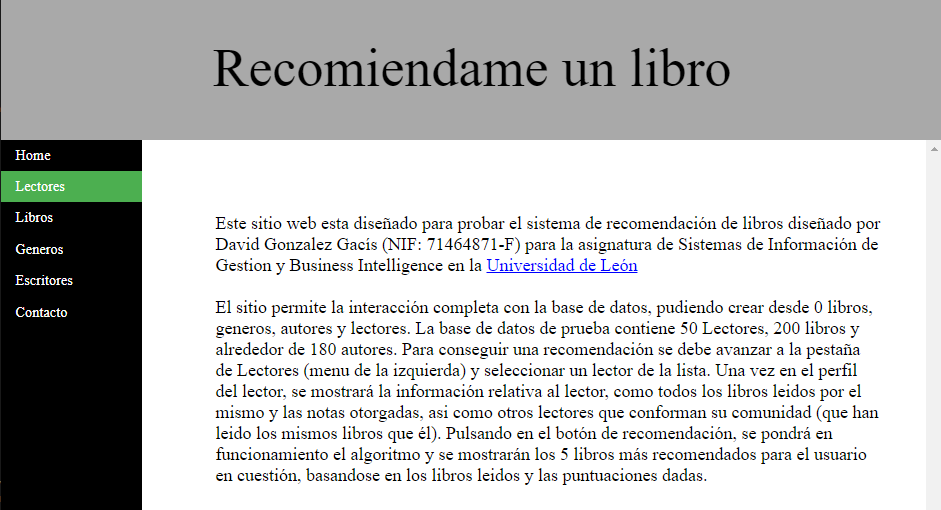 Recomiendame un libro
Home
Lectores
Libros
Generos
Escritores
Contacto
Este sitio web esta diseñado para probar el sistema de recomendación de libros diseñado por
David Gonzalez Gacís (NIF: 71464871-F) para la asignatura de Sistemas de Información de
Gestion y Business Intelligence en la Universidad de León
El sitio permite la interacción completa con la base de datos, pudiendo crear desde 0 libros,
generos, autores y lectores. La base de datos de prueba contiene 50 Lectores, 200 libros y
alrededor de 180 autores. Para conseguir una recomendación se debe avanzar a la pestaña
de Lectores (menu de la izquierda) y seleccionar un lector de la lista. Una vez en el perfil
del lector, se mostrará la información relativa al lector, como todos los libros leidos por el
mismo y las notas otorgadas, asi como otros lectores que conforman su comunidad (que han
leido los mismos libros que él). Pulsando en el botón de recomendación, se pondrá en
funcionamiento el algoritmo y se mostrarán los 5 libros más recomendados para el usuario
en cuestión, basandose en los libros leidos y las puntuaciones dadas.